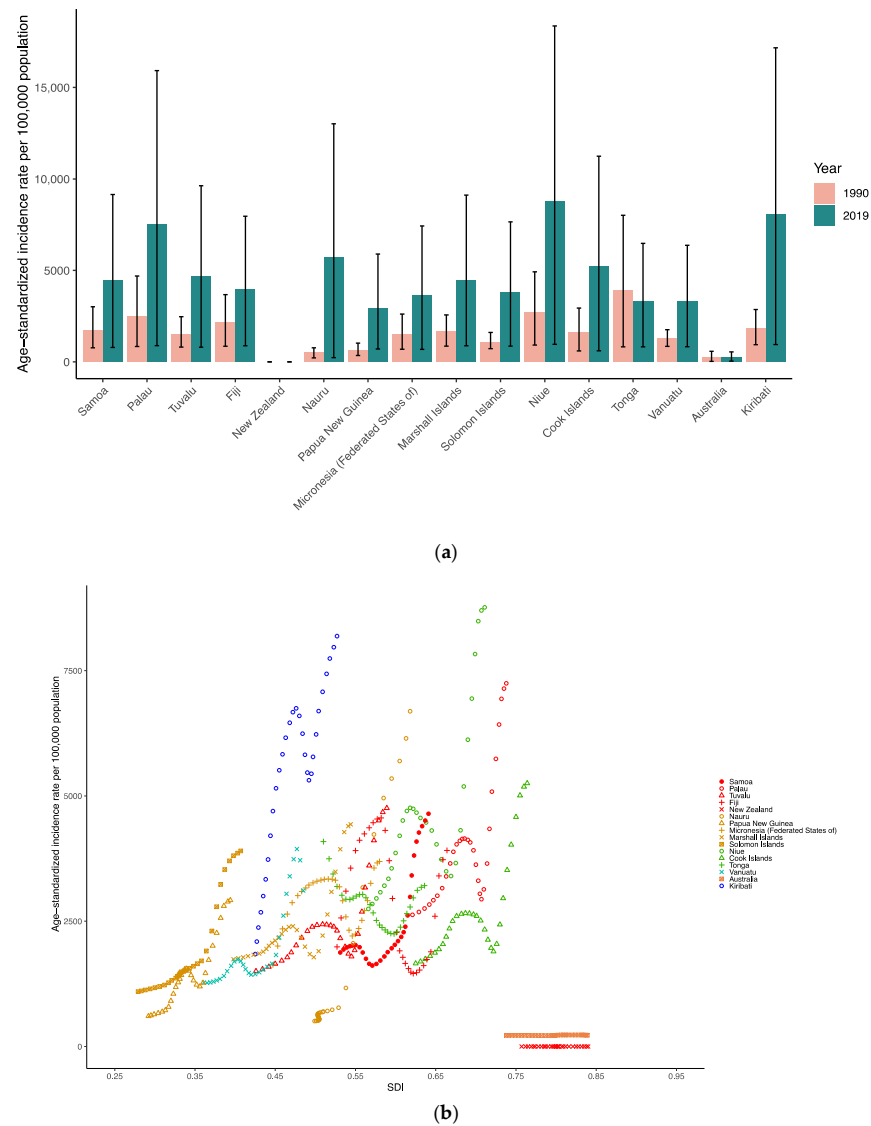 Age−standardized incidence rate per 100,000 population
15,000
10,000
5000
0
Samoa
Palau
Tuvalu
Fiji
New Zealand
Nauru
Papua New Guinea
Micronesia (Federated States of)
Marshall Islands
Solomon Islands
Niue
Cook Islands
Tonga
Vanuatu
Australia
Kiribati
Year
1990
2019
(a)
Age−standardized incidence rate per 100,000 population
7500
5000
2500
0
0.25 0.35 0.45 0.55 0.65 0.75 0.85 0.95
SDI
Samoa
Palau
Tuvalu
Fiji
New Zealand
Nauru
Papua New Guinea
Micronesia (Federated States of)
Marshall Islands
Solomon Islands
Niue
Cook Islands
Tonga
Vanuatu
Australia
Kiribati
(b)